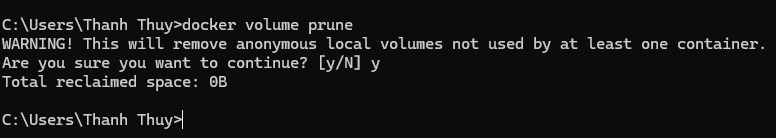 C:\Users\Thanh Thuy>docker volume prune
WARNING! This will remove anonymous local volumes not used by at least one container.
Are you sure you want to continue? [y/N] y
Total reclaimed space: 0B
C:\Users\Thanh Thuy>